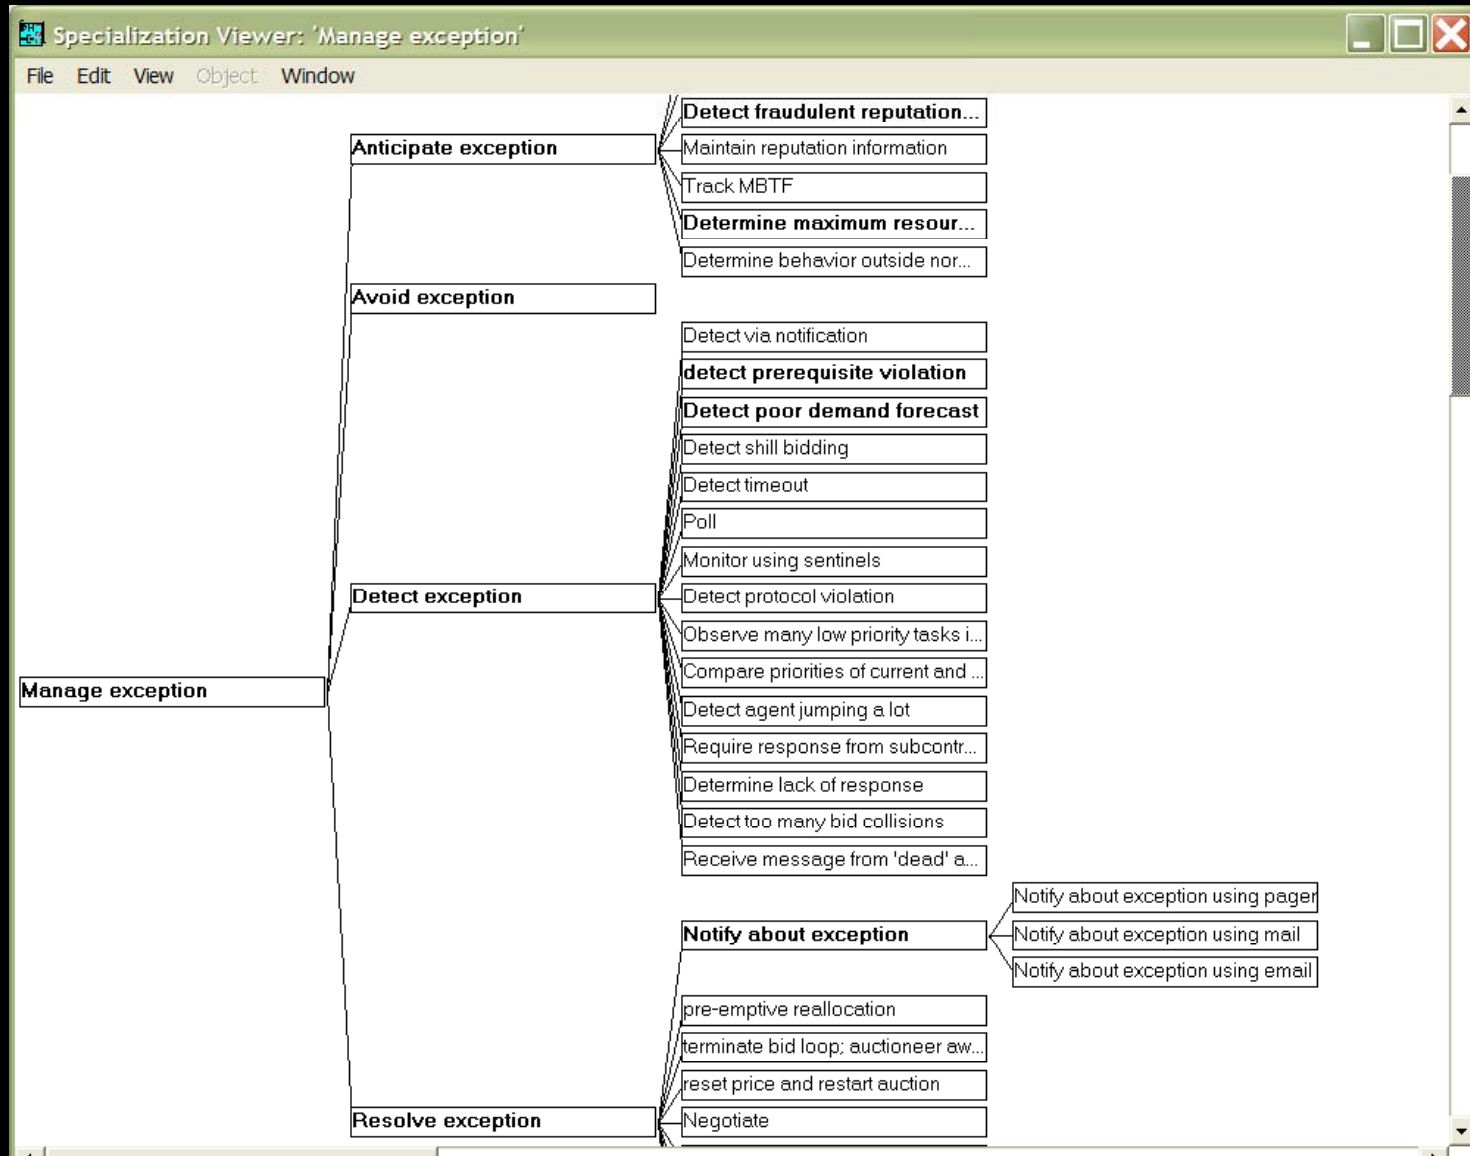 Specialization Viewer: 'Manage exception'
File Edit View Object Window
Detect fraudulent reputation...
Anticipate exception
Maintain reputation information
Track MBTF
Determine maximum resour...
Determine behavior outside nor...
Avoid exception
Detect via notification
detect prerequisite violation
Detect poor demand forecast
Detect shill bidding
Detect timeout
Poll
Monitor using sentinels
Detect exception
Detect protocol violation
Observe many low priority tasks i...
Compare priorities of current and ...
Manage exception
Detect agent jumping a lot
Require response from subcontr...
Determine lack of response
Detect too many bid collisions
Receive message from 'dead' a...
Notify about exception using pager
Notify about exception
Notify about exception using mail
Notify about exception using email
pre-emptive reallocation
terminate bid loop; auctioneer aw...
reset price and restart auction
Resolve exception
Negotiate